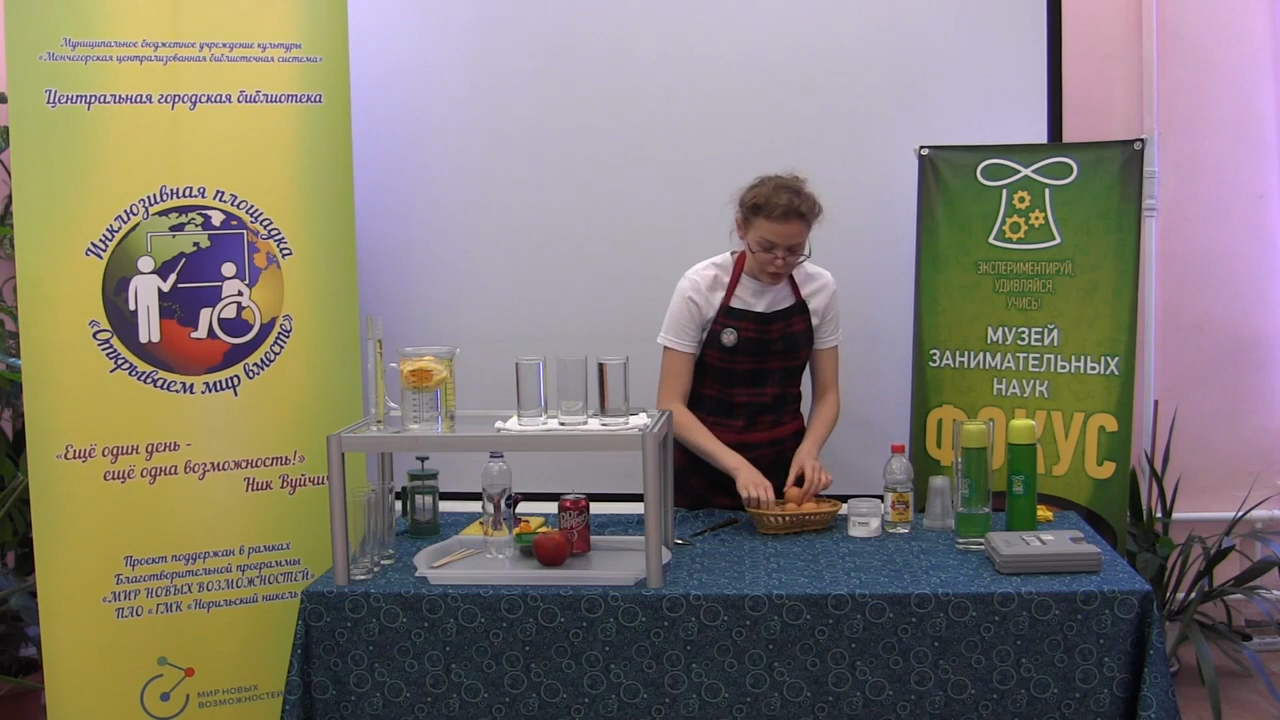 Муниципальное бюджетное учреждение культуры
«Мончегорская централизованная библиотечная система»
Центральная городская библиотека
Инклюзивная площадка
«Открываем мир вместе»
«Ещё один день –
ещё одна возможность!»
Ник Вуйчич
Проект поддержан в рамках
Благотворительной программы
«МИР НОВЫХ ВОЗМОЖНОСТЕЙ»
ПАО «ГМК «Норильский никель
МИР НОВЫХ
ВОЗМОЖНОСТЕЙ
Dr
Pepper
ЭКСПЕРИМЕНТИРУЙ,
УДИВЛЯЙСЯ,
УЧИСЬ!
МУЗЕЙ
ЗАНИМАТЕЛЬНЫХ
НАУК
ФОКУС